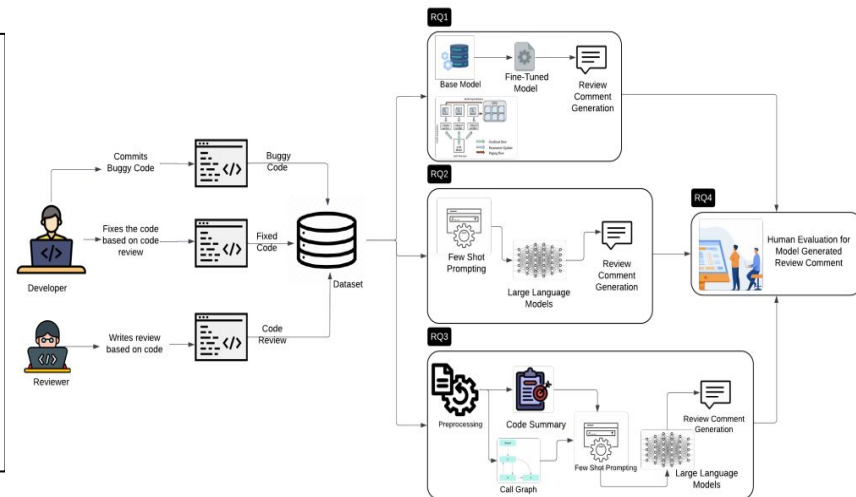 Commits
Buggy Code
Buggy
Code
Fixes the code
based on code
review
Fixed
Code
Developer
Dataset
Writes review
based on code
Code
Review
Reviewer
RQ1
Base Model
Fine-Tuned
Model
Review
Comment
Generation
RQ2
Few Shot
Prompting
Large Language
Models
Review
Comment
Generation
RQ3
Preprocessing
Code Summary
Call Graph
Few Shot Prompting
Large Language
Models
Review Comment
Generation
RQ4
Human Evaluation for
Model Generated
Review Comment